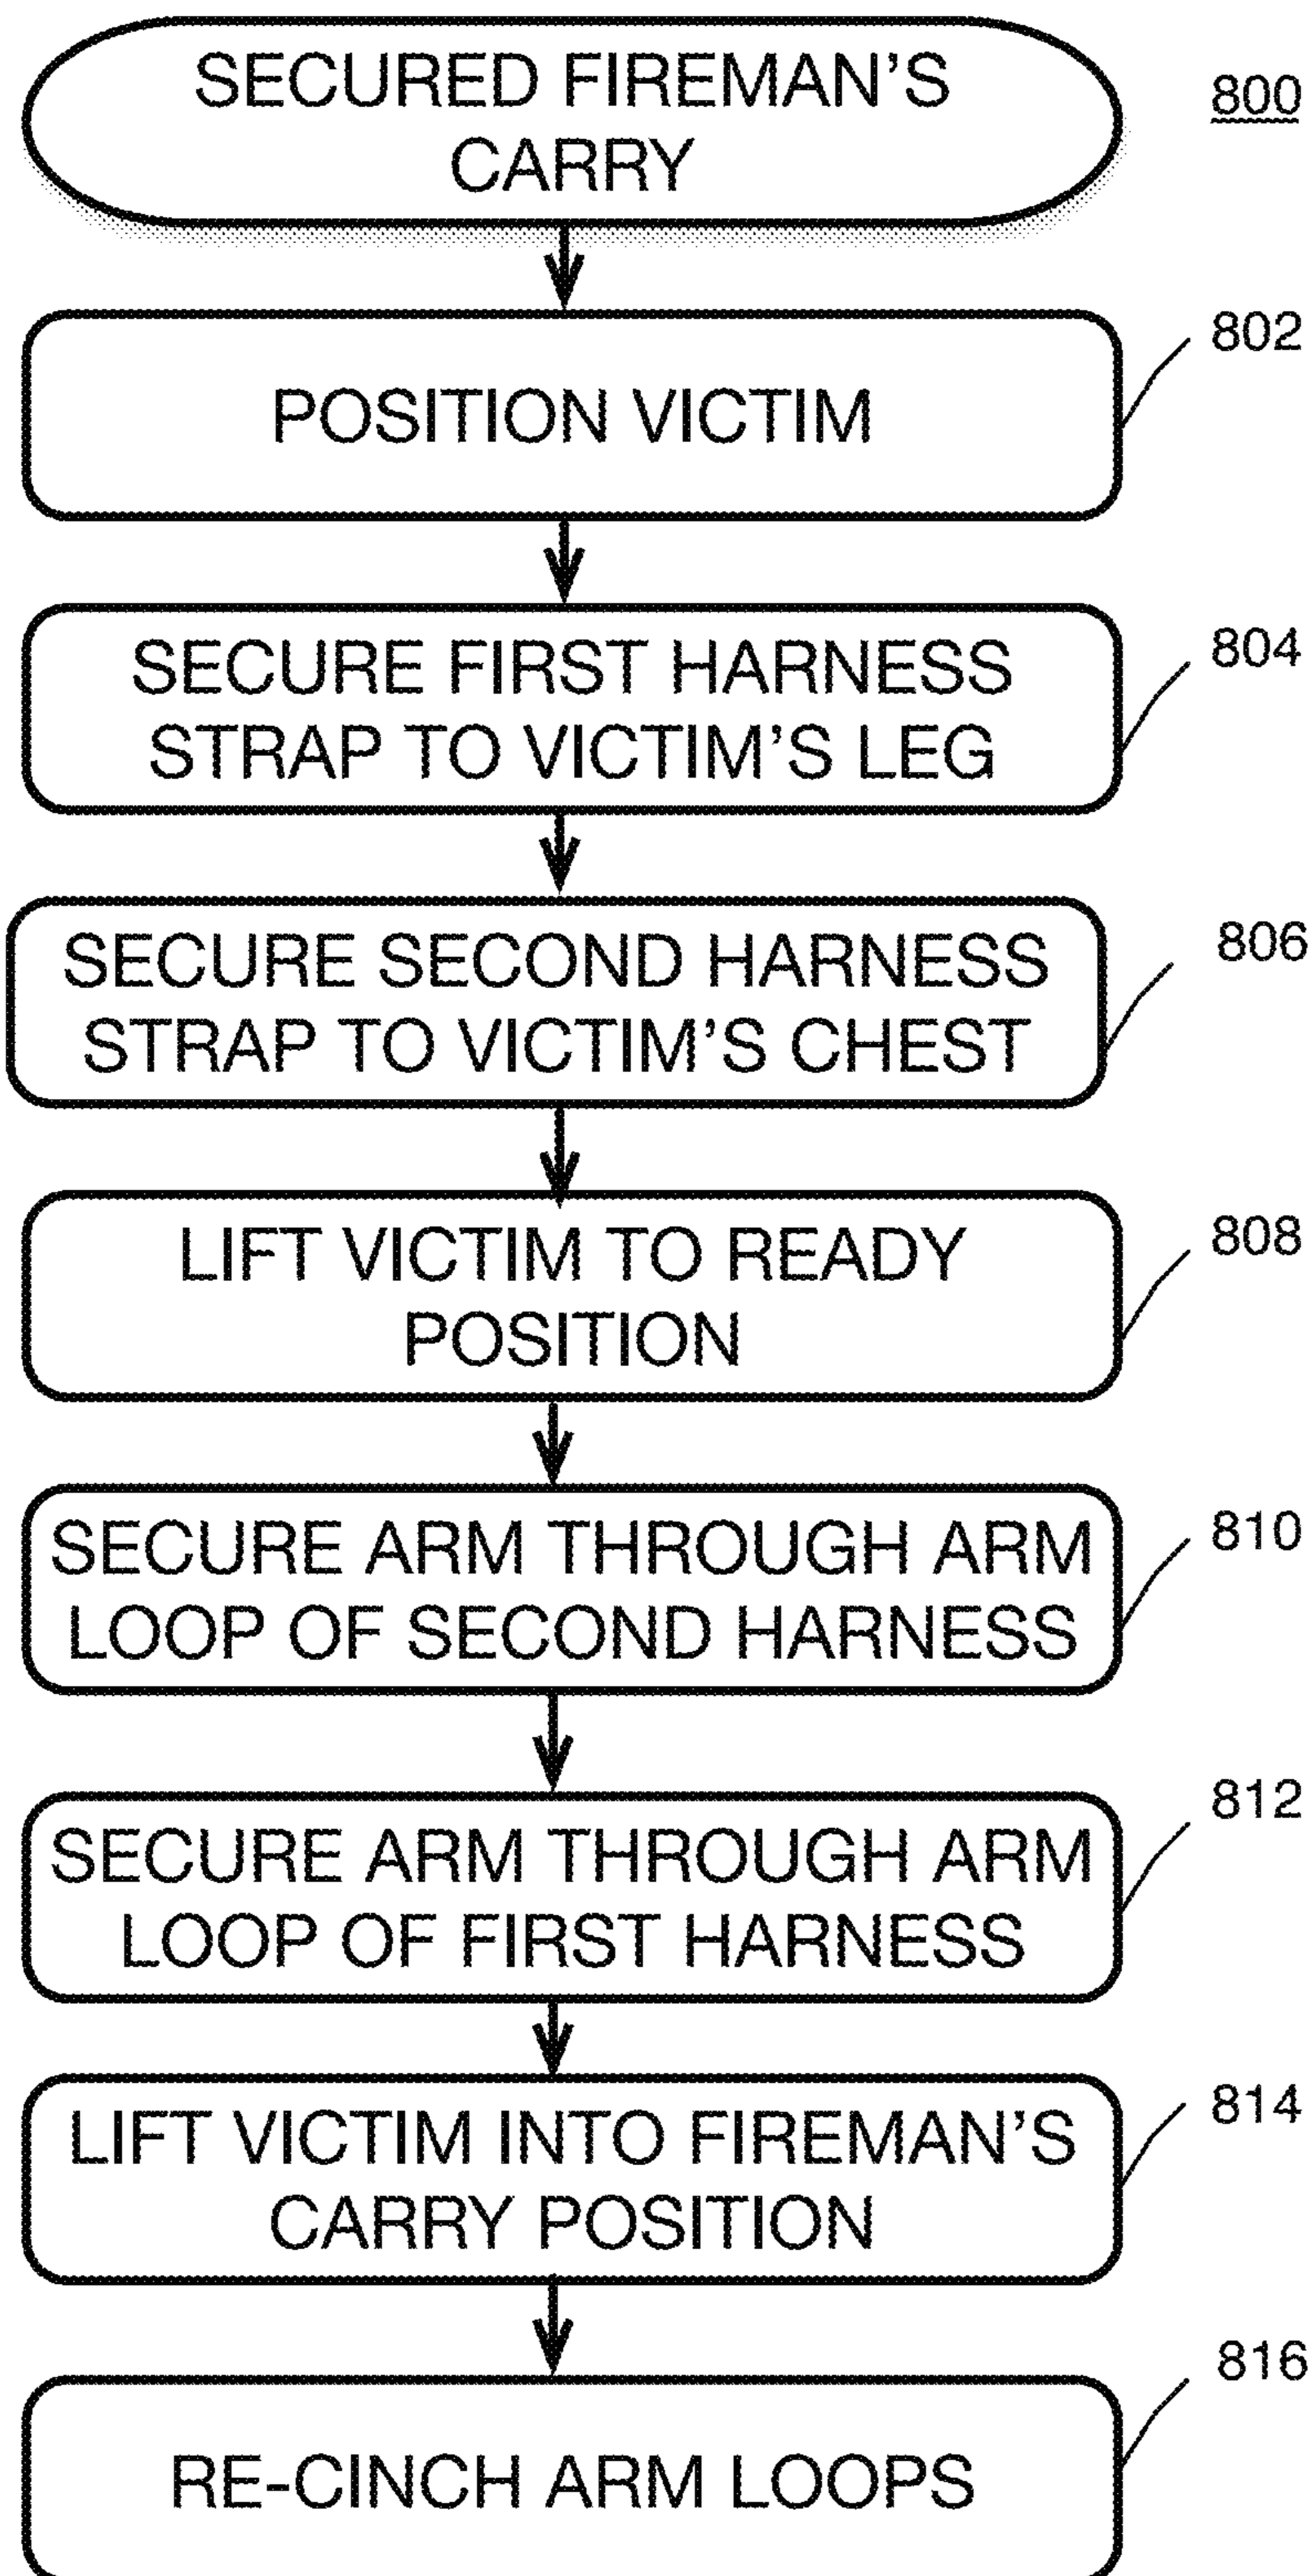 SECURED FIREMAN'S
CARRY
800
802
POSITION VICTIM
804
SECURE FIRST HARNESS
STRAP TO VICTIM'S LEG
806
SECURE SECOND HARNESS
STRAP TO VICTIM'S CHEST
808
LIFT VICTIM TO READY
POSITION
810
SECURE ARM THROUGH ARM
LOOP OF SECOND HARNESS
812
SECURE ARM THROUGH ARM
LOOP OF FIRST HARNESS
814
LIFT VICTIM INTO FIREMAN'S
CARRY POSITION
816
RE-CINCH ARM LOOPS